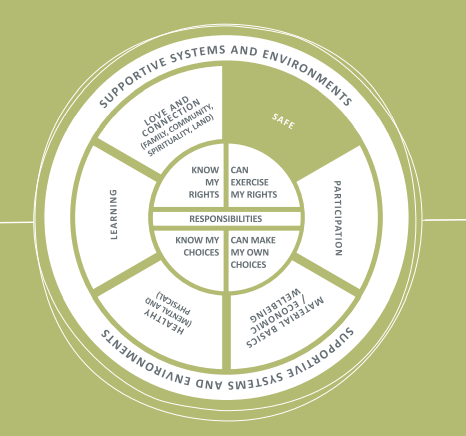 SUPPORTIVE SYSTEMS AND ENVIRONMENTS
LOVE AND
CONNECTION
(FAMILY, COMMUNITY,
SPIRITUALITY, LAND)
SAFE
KNOW
MY
RIGHTS
CAN
EXERCISE
MY RIGHTS
LEARNING
RESPONSIBILITIES
PARTICIPATION
KNOW MY
CHOICES
CAN MAKE
MY OWN
CHOICES
HEALTHY
(MENTAL AND
PHYSICAL)
MATERIAL BASICS
/ ECONOMIC
WELLBEING
SUPPORTIVE SYSTEMS AND ENVIRONMENTS